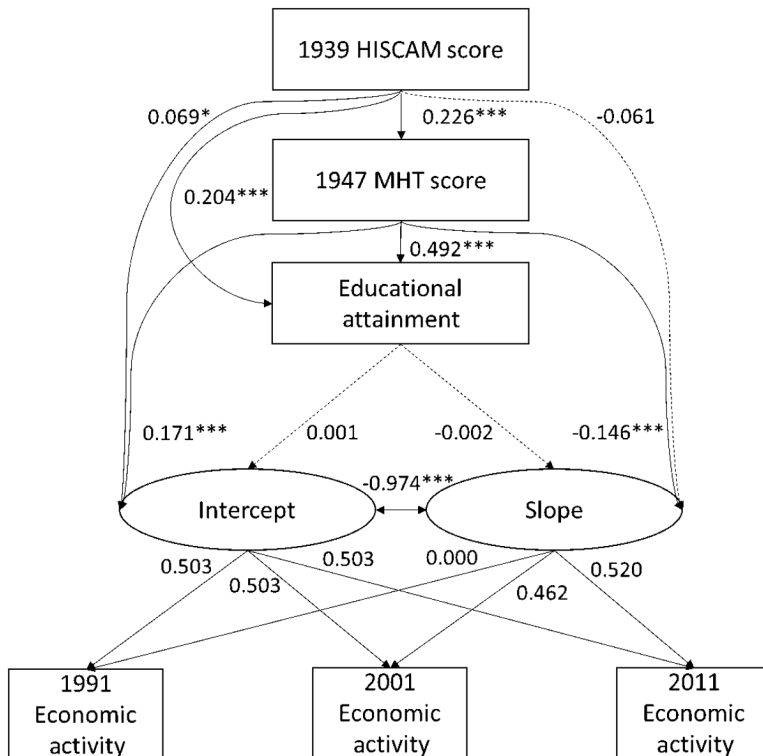 1939 HISCAM score
0.069*
0.226***
-0.061
1947 MHT score
0.204***
0.492***
Educational
attainment
0.171***
0.001
-0.002
-0.146***
-0.974***
Intercept
Slope
0.503
0.503
0.503
0.000
0.462
0.520
1991
Economic
activity
2001
Economic
activity
2011
Economic
activity